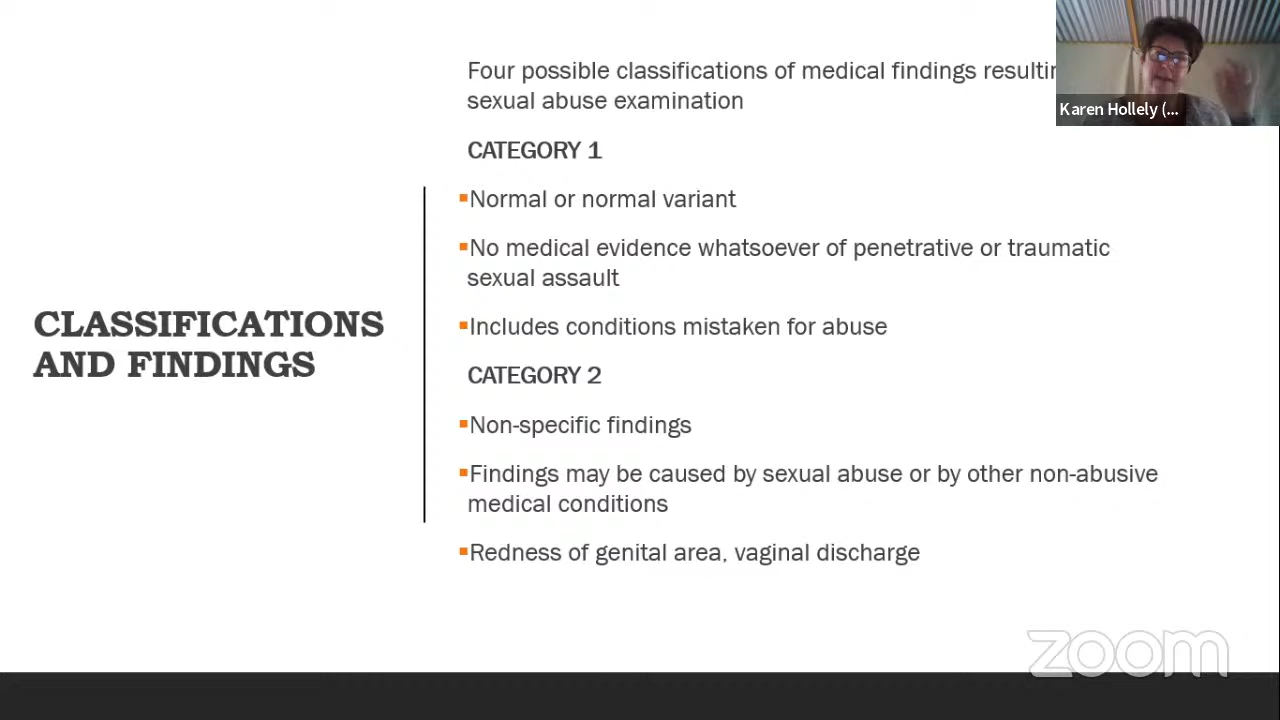 Four possible classifications of medical findings resulting
sexual abuse examination
Karen Hollely (...
CATEGORY 1
▪Normal or normal variant
▪No medical evidence whatsoever of penetrative or traumatic
sexual assault
▪Includes conditions mistaken for abuse
CLASSIFICATIONS
AND FINDINGS
CATEGORY 2
▪Non-specific findings
▪Findings may be caused by sexual abuse or by other non-abusive
medical conditions
▪Redness of genital area, vaginal discharge
zoom